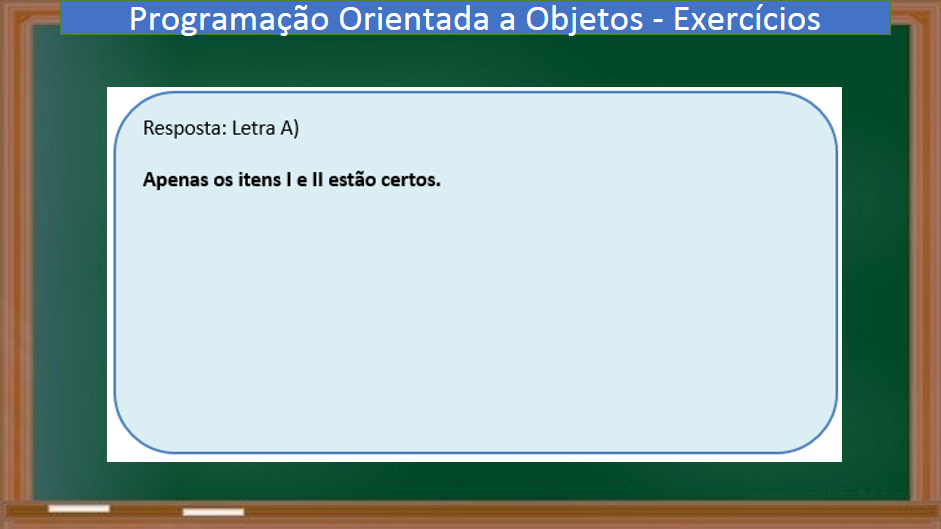 Programação Orientada a Objetos - Exercícios
Resposta: Letra A)
Apenas os itens I e II estão certos.